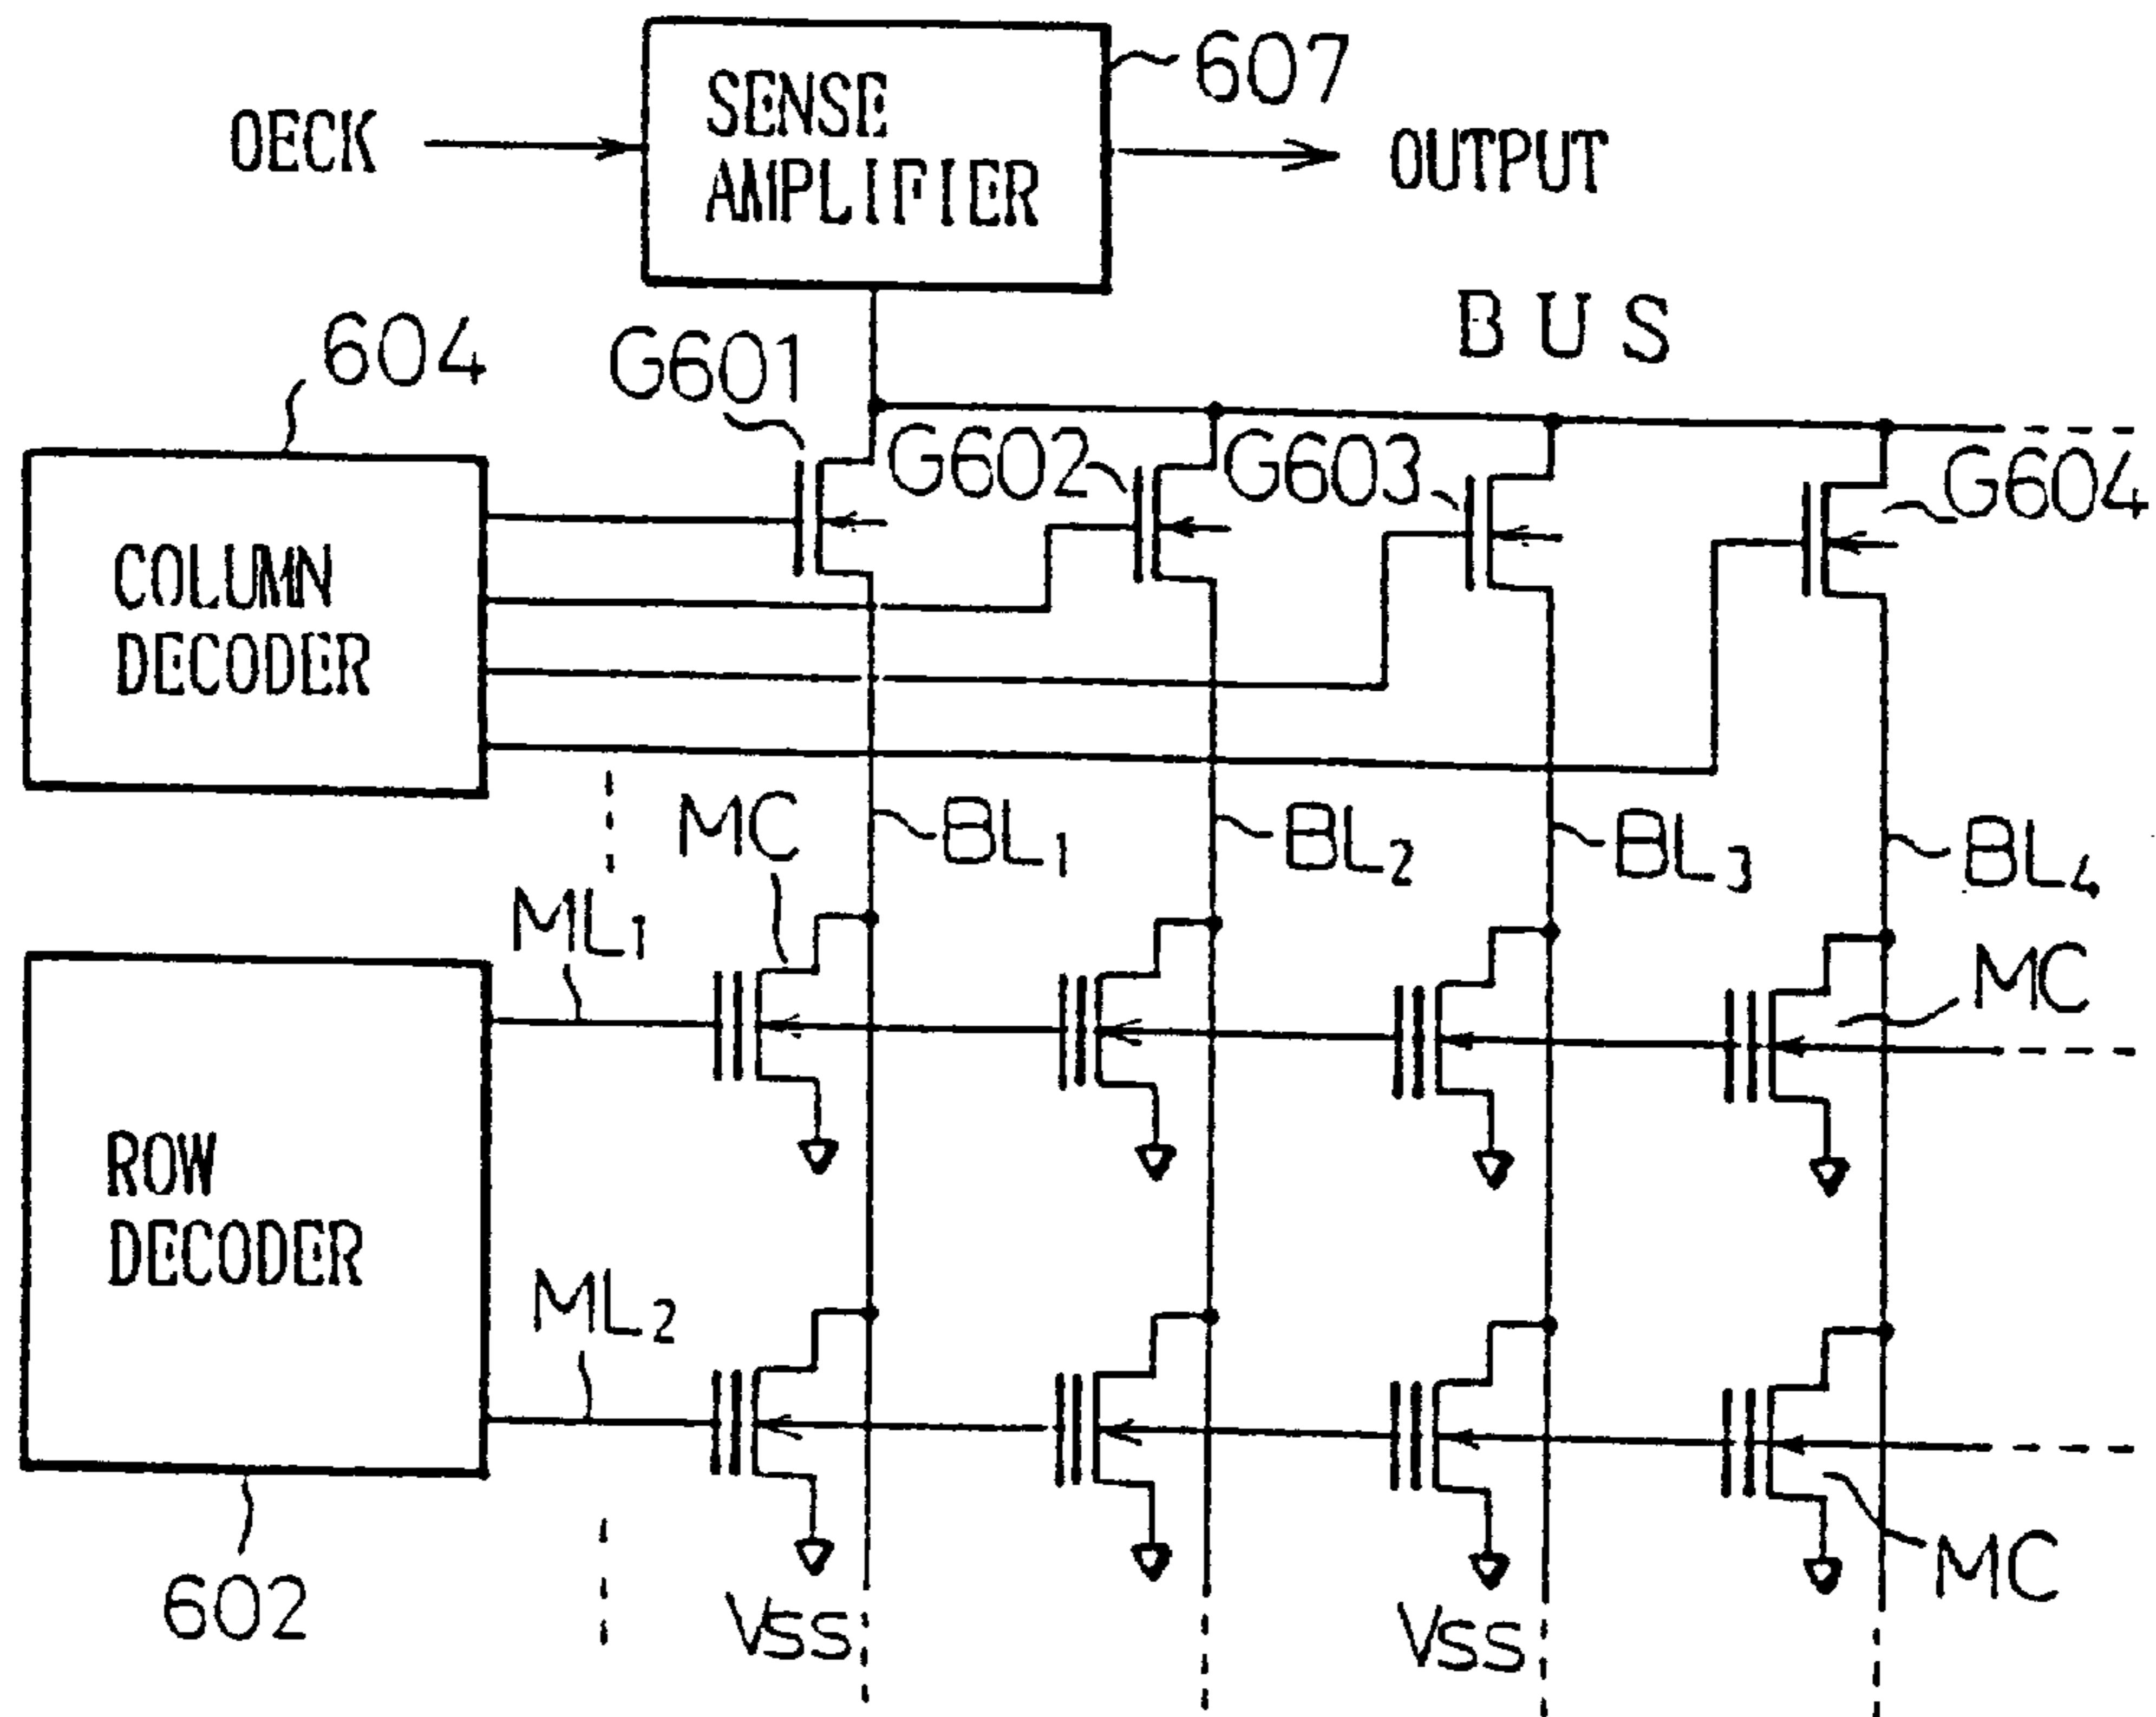 SENSE
AMPLIFIER
607
OECK
OUTPUT
BUS
604
G601
G602
G603
G604
COLUMN
DECODER
MC
BL1
BL2
BL3
BL4
ML1
MC
ROW
DECODER
ML2
MC
602
VSS
VSS